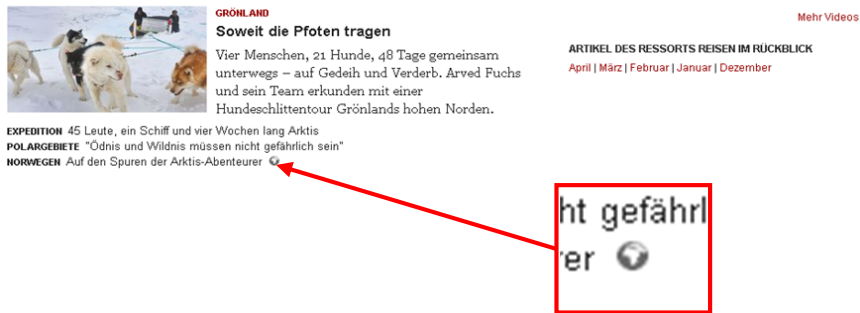 GRÖNLAND
Soweit die Pfoten tragen
Vier Menschen, 21 Hunde, 48 Tage gemeinsam
unterwegs – auf Gedeih und Verderb. Arved Fuchs
und sein Team erkunden mit einer
Hundeschlittentour Grönlands hohen Norden.
EXPEDITION 45 Leute, ein Schiff und vier Wochen lang Arktis
POLARGEBIETE "Ödnis und Wildnis müssen nicht gefährlich sein"
NORWEGEN Auf den Spuren der Arktis-Abenteurer
Mehr Videos
ARTIKEL DES RESSORTS REISEN IM RÜCKBLICK
April | März | Februar | Januar | Dezember
ht gefährl
rer